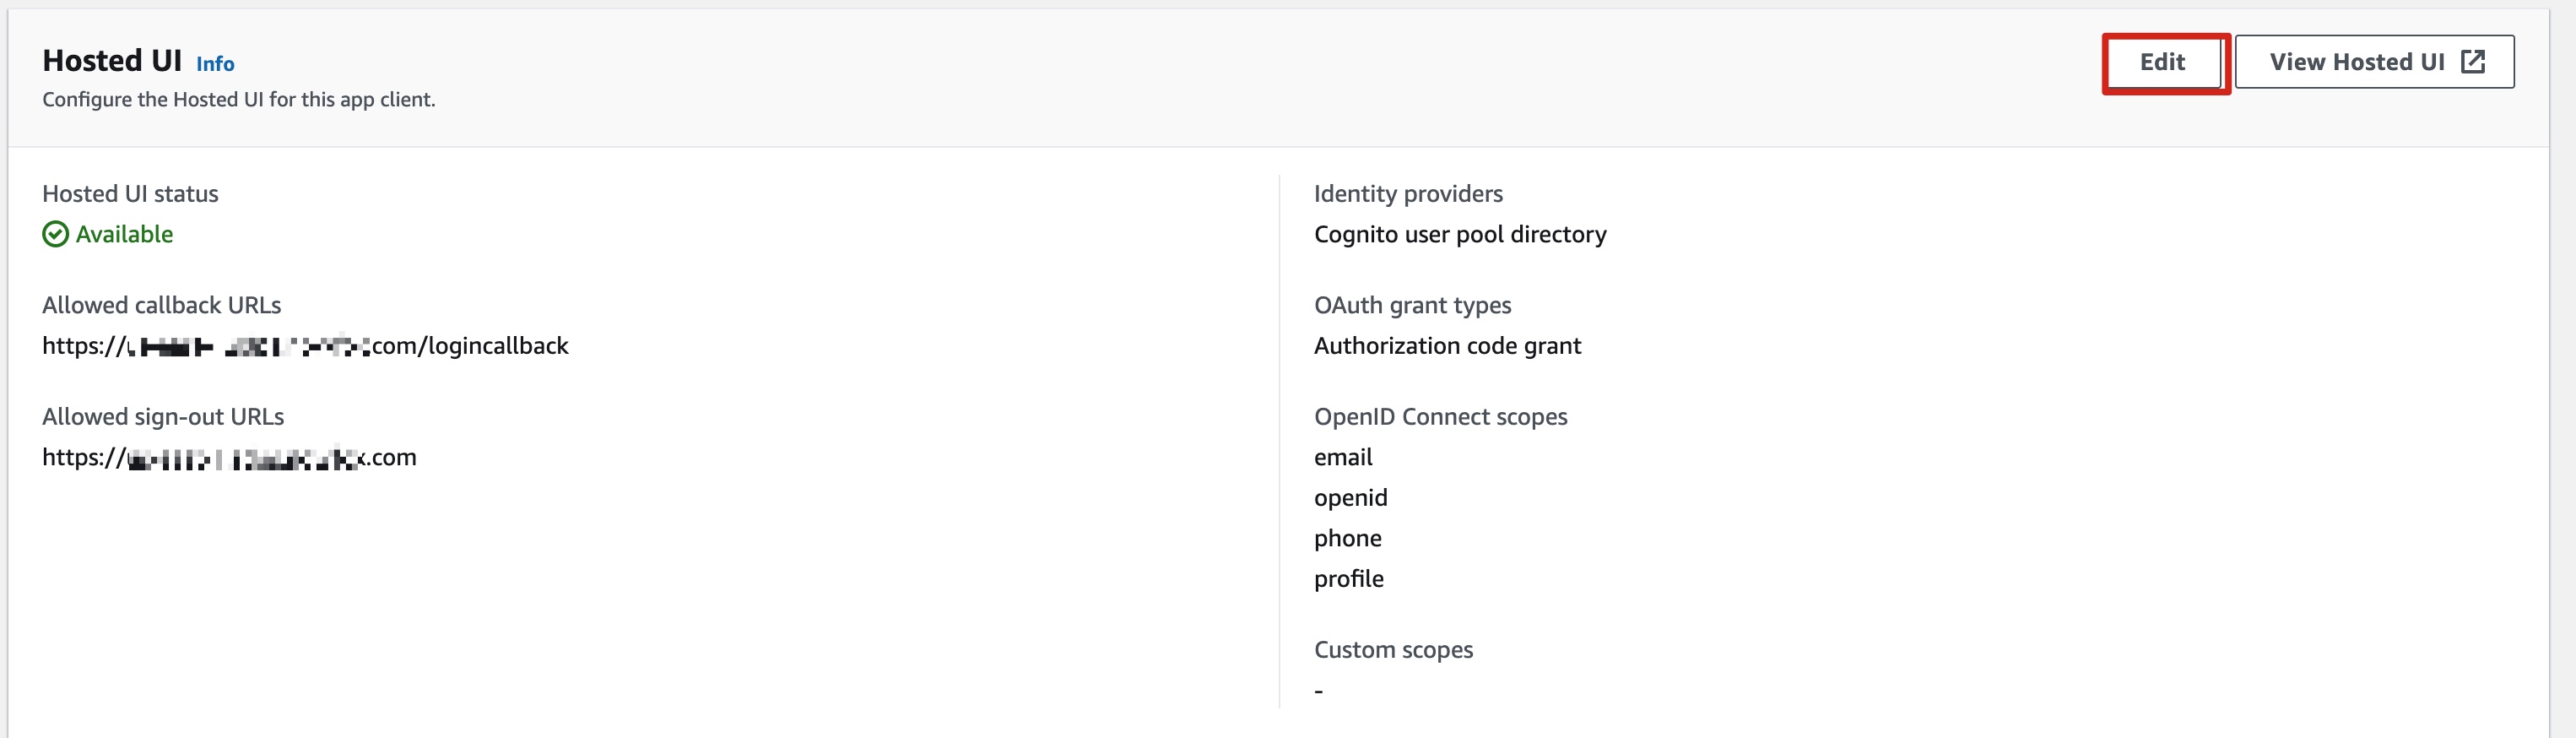 Hosted UI Info
Configure the Hosted UI for this app client.
Edit
View Hosted UI
Hosted UI status
Available
Allowed callback URLs
https:// .com/logincallback
Allowed sign-out URLs
https:// .com
Identity providers
Cognito user pool directory
OAuth grant types
Authorization code grant
OpenID Connect scopes
email
openid
phone
profile
Custom scopes
-